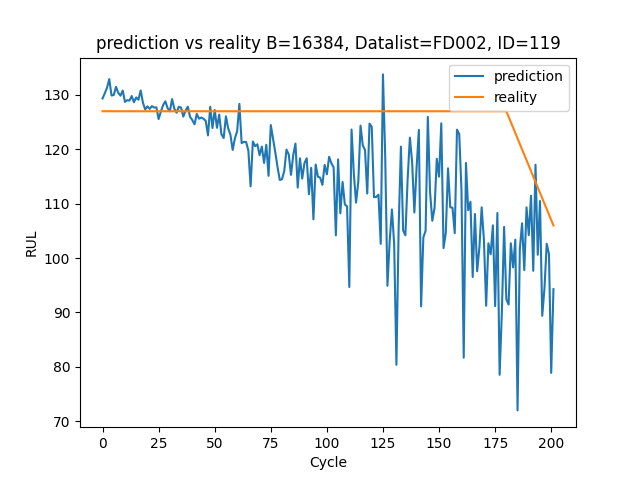 prediction vs reality B=16384, Datalist=FD002, ID=119
prediction
reality
130
120
110
100
90
80
70
RUL
0 25 50 75 100 125 150 175 200
Cycle